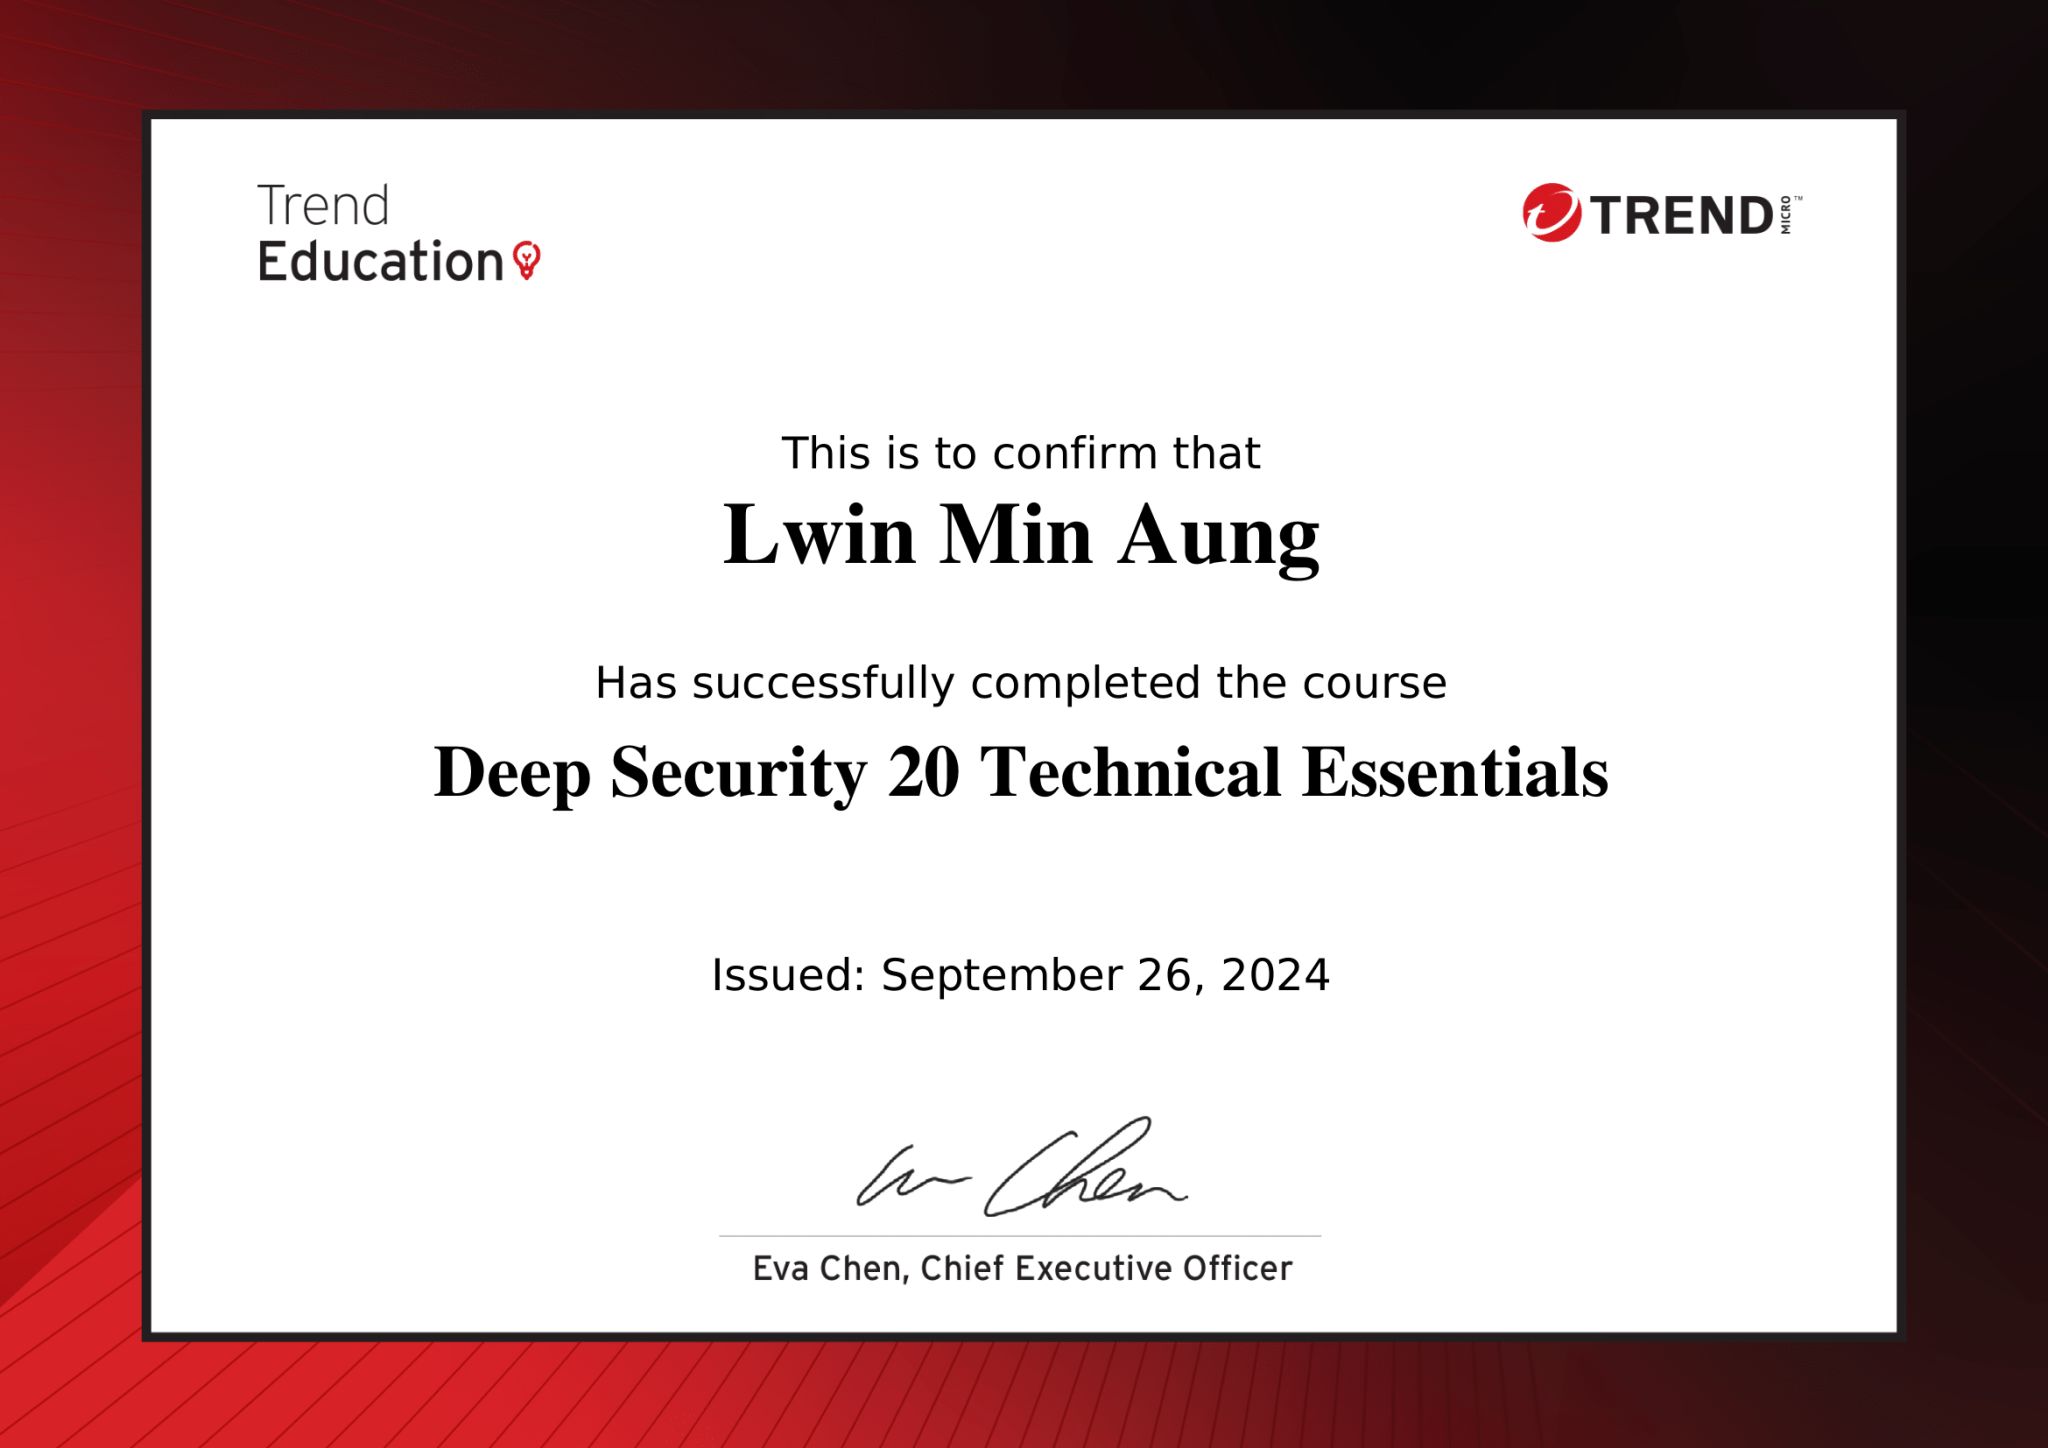 Trend
Education
TREND MICRO™
This is to confirm that
Lwin Min Aung
Has successfully completed the course
Deep Security 20 Technical Essentials
Issued: September 26, 2024
Eva Chen
Eva Chen, Chief Executive Officer